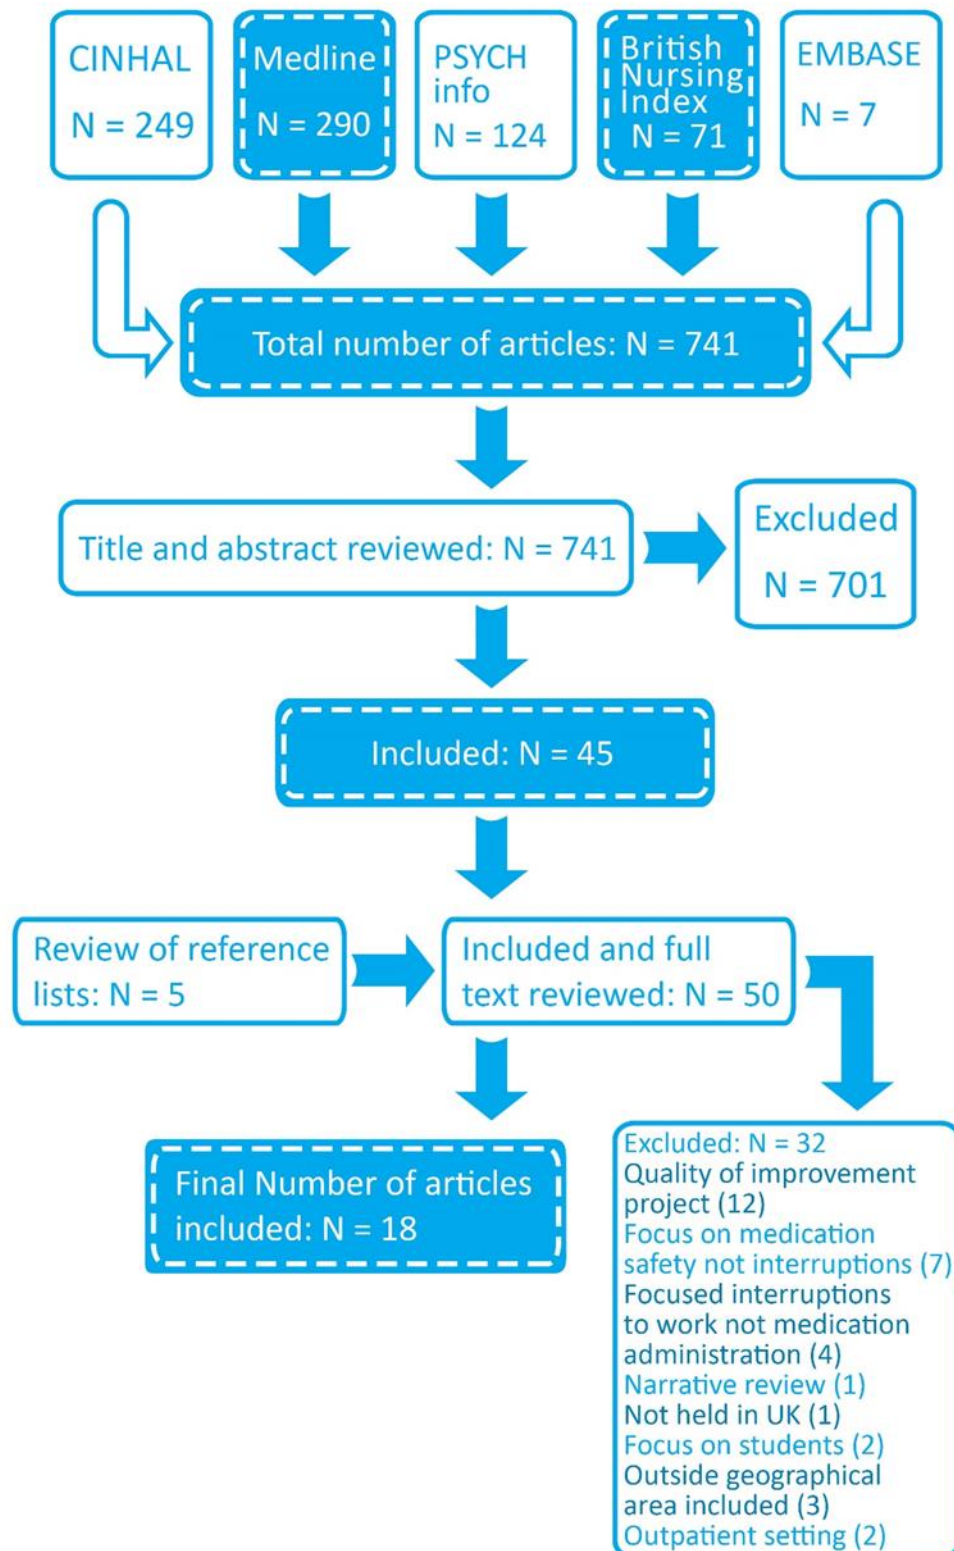 CINHAL
N = 249
Medline
N = 290
PSYCH
info
N = 124
British
Nursing
Index
N = 71
EMBASE
N = 7
Total number of articles: N = 741
Title and abstract reviewed: N = 741
Excluded
N = 701
Included: N = 45
Review of reference
lists: N = 5
Included and full
text reviewed: N = 50
Final Number of articles
included: N = 18
Excluded: N = 32
Quality of improvement
project (12)
Focus on medication
safety not interruptions (7)
Focused interruptions
to work not medication
administration (4)
Narrative review (1)
Not held in UK (1)
Focus on students (2)
Outside geographical
area included (3)
Outpatient setting (2)